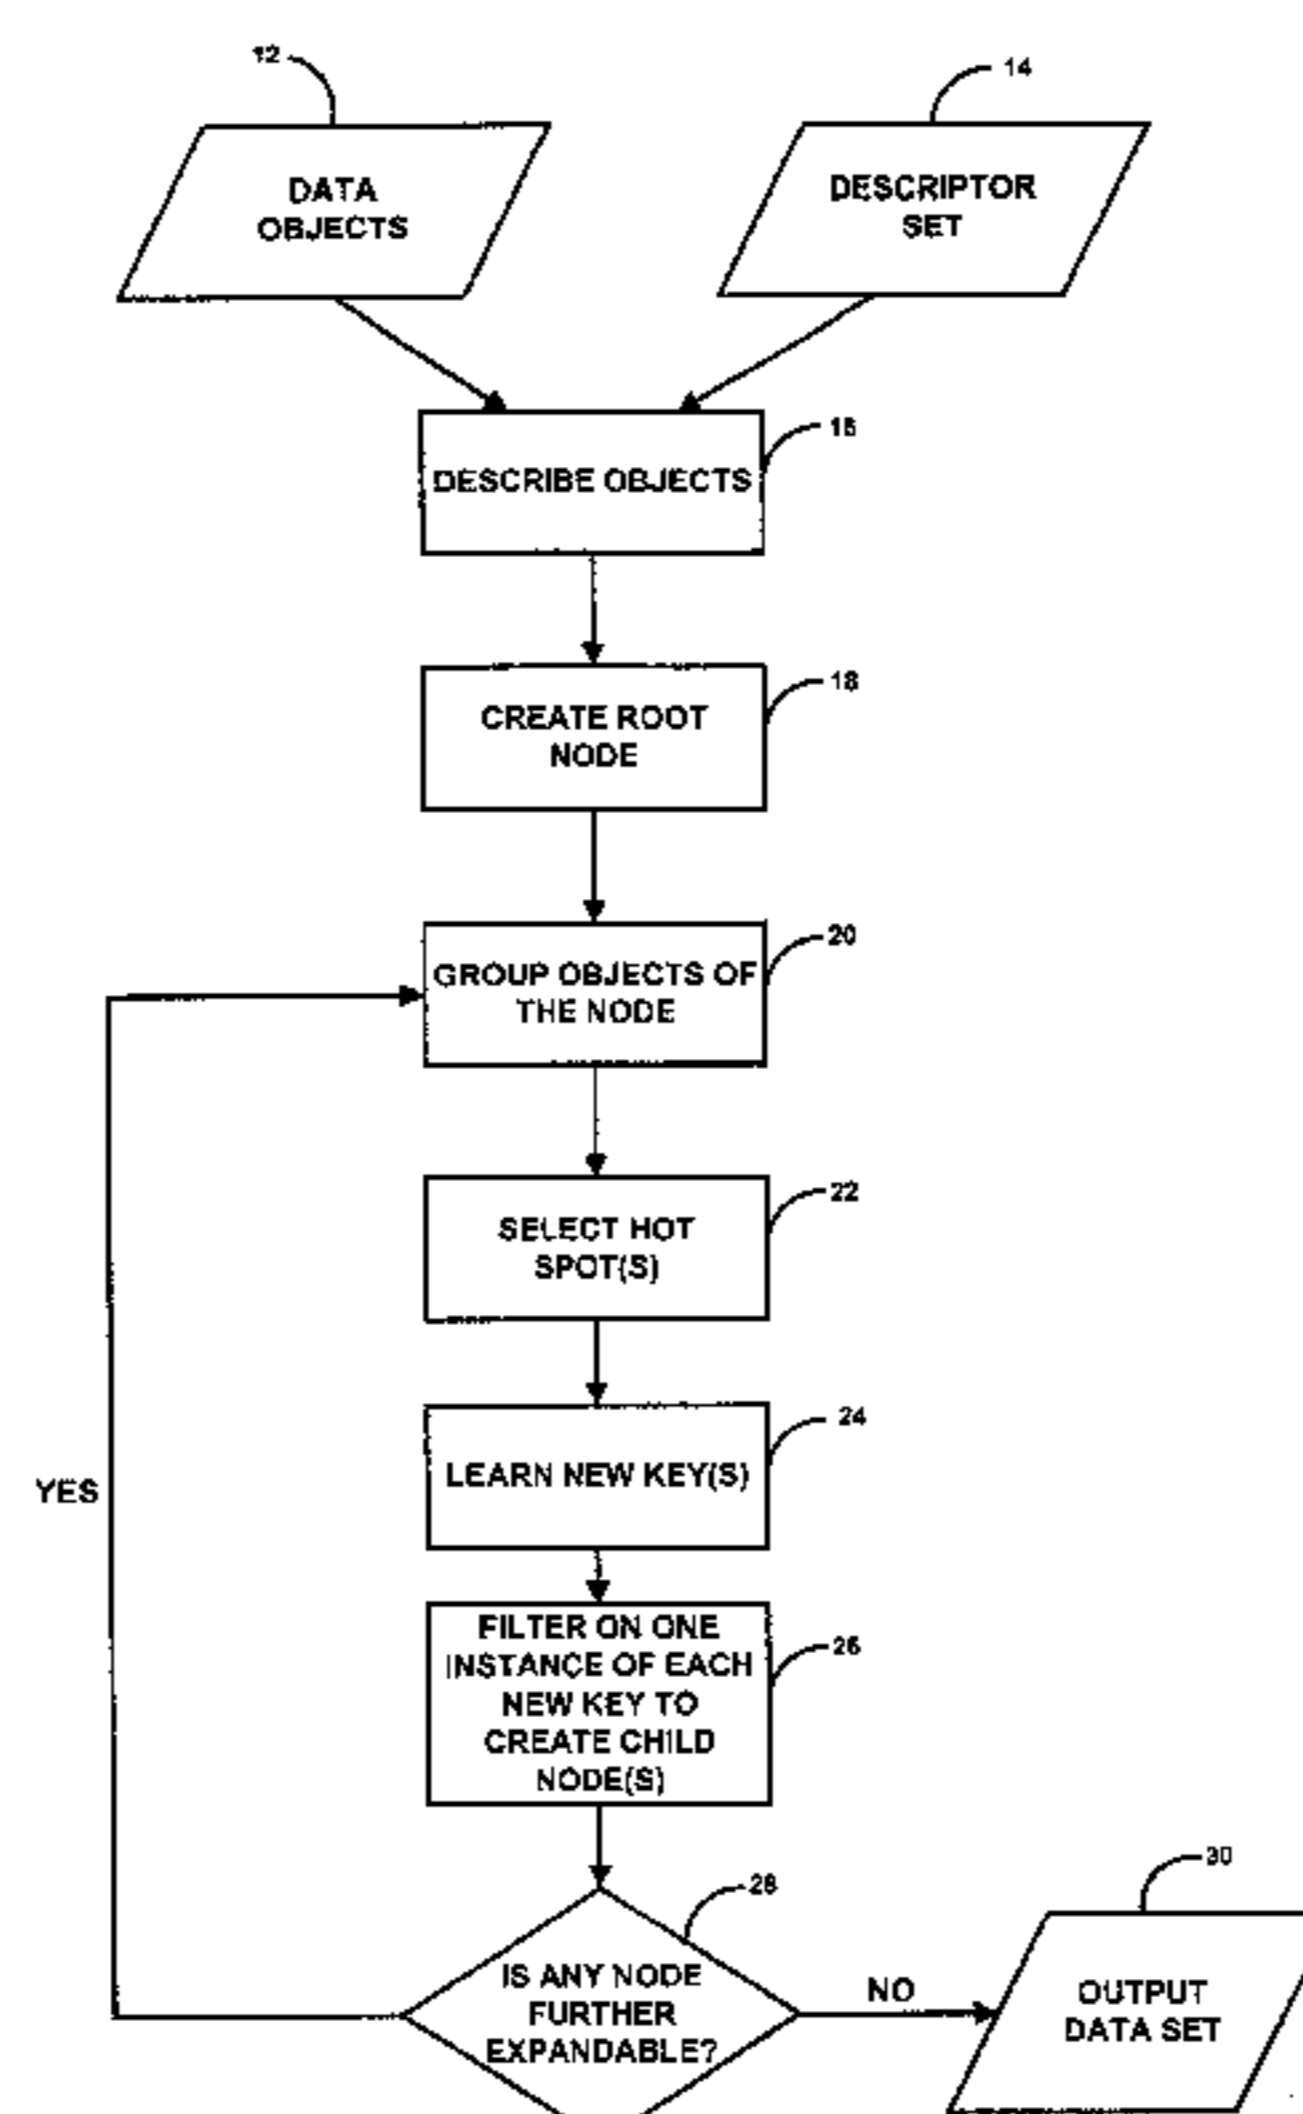 12
14
DATA
OBJECTS
DESCRIPTOR
SET
16
DESCRIBE OBJECTS
18
CREATE ROOT
NODE
20
GROUP OBJECTS OF
THE NODE
22
SELECT HOT
SPOT(S)
24
LEARN NEW KEY(S)
YES
26
FILTER ON ONE
INSTANCE OF EACH
NEW KEY TO
CREATE CHILD
NODE(S)
28
30
IS ANY NODE
FURTHER
EXPANDABLE?
NO
OUTPUT
DATA SET